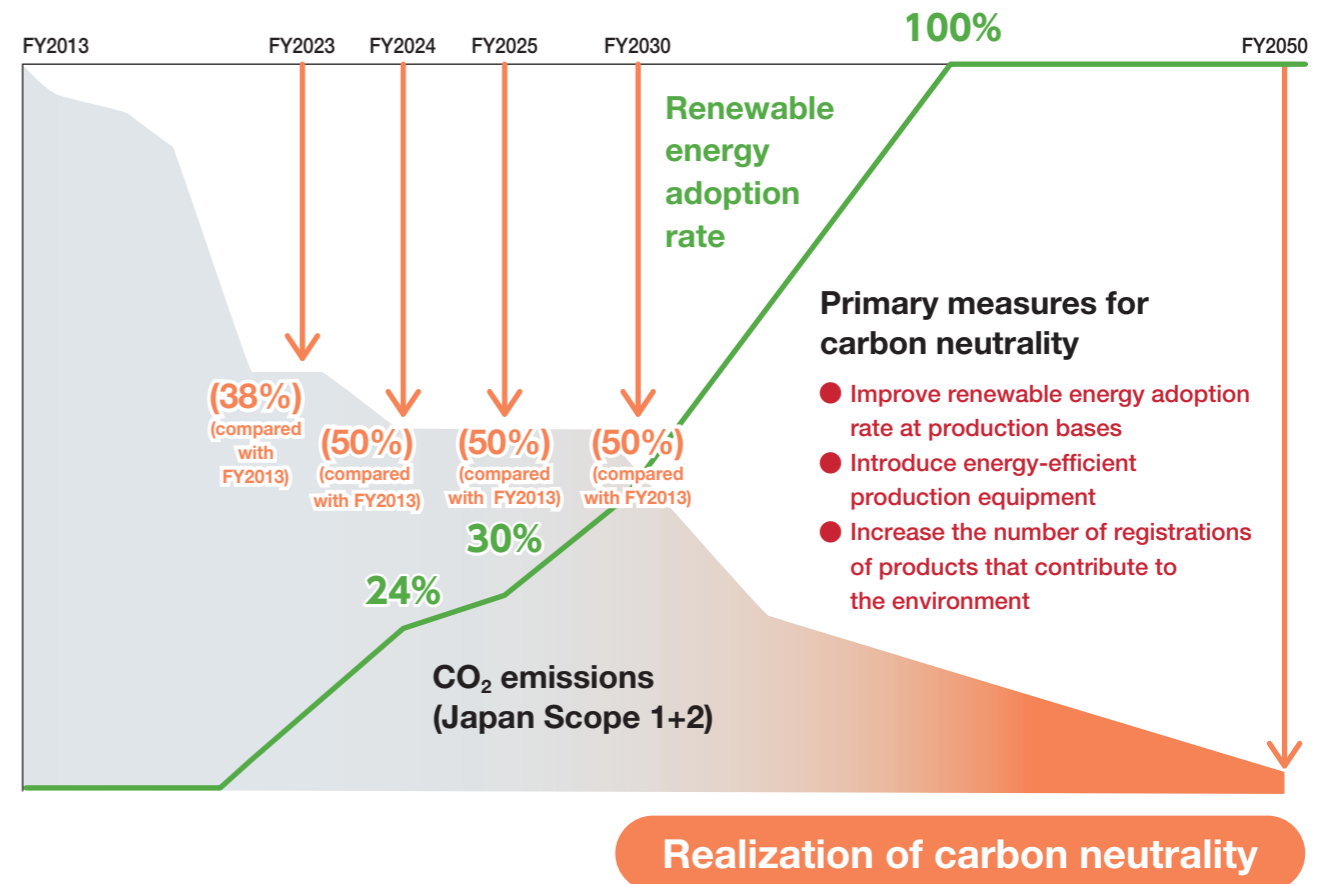 FY2013 FY2023 FY2024 FY2025 FY2030 FY2050
100%
Renewable
energy
adoption
rate
(38%)
(compared
with
FY2013)
(50%)
(compared
with FY2013)
(50%)
(compared
with FY2013)
(50%)
(compared
with FY2013)
30%
24%
CO₂ emissions
(Japan Scope 1+2)
Primary measures for
carbon neutrality
● Improve renewable energy adoption
rate at production bases
● Introduce energy-efficient
production equipment
● Increase the number of registrations
of products that contribute to
the environment
Realization of carbon neutrality